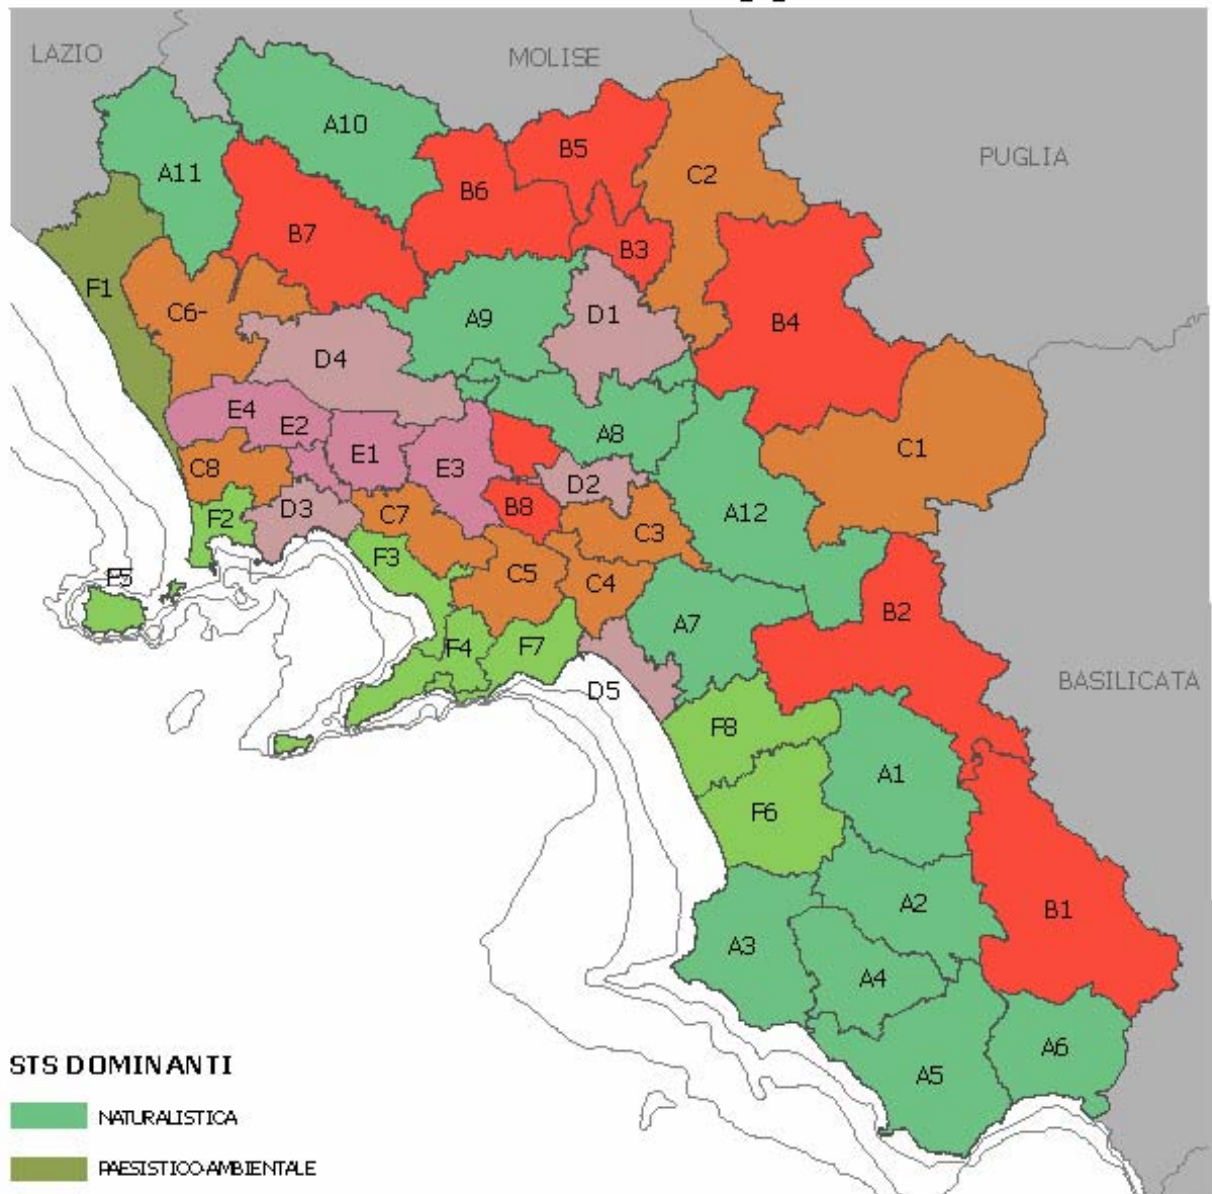 LAZIO
MOLISE
PUGLIA
A10
B5
A11
C2
B6
B7
B3
F1
C6-
A9
D1
B4
D4
E4
E2
A8
C1
E1
E3
C8
D2
B8
D3
C7
F2
A12
C3
F3
F5
C5
C4
B2
A7
F4
F7
BASILICATA
D5
F8
A1
F6
A2
B1
A3
A4
A6
A5
STS DOMINANTI
NATURALISTICA
PAESISTICO-AMBIENTALE